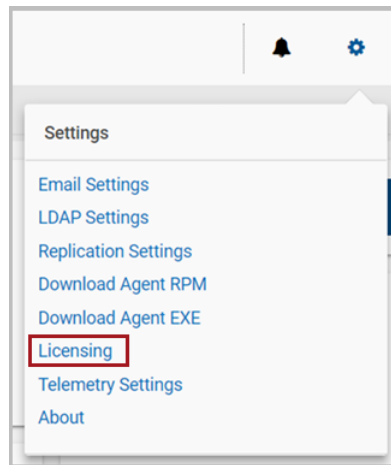 Settings
Email Settings
LDAP Settings
Replication Settings
Download Agent RPM
Download Agent EXE
Licensing
Telemetry Settings
About